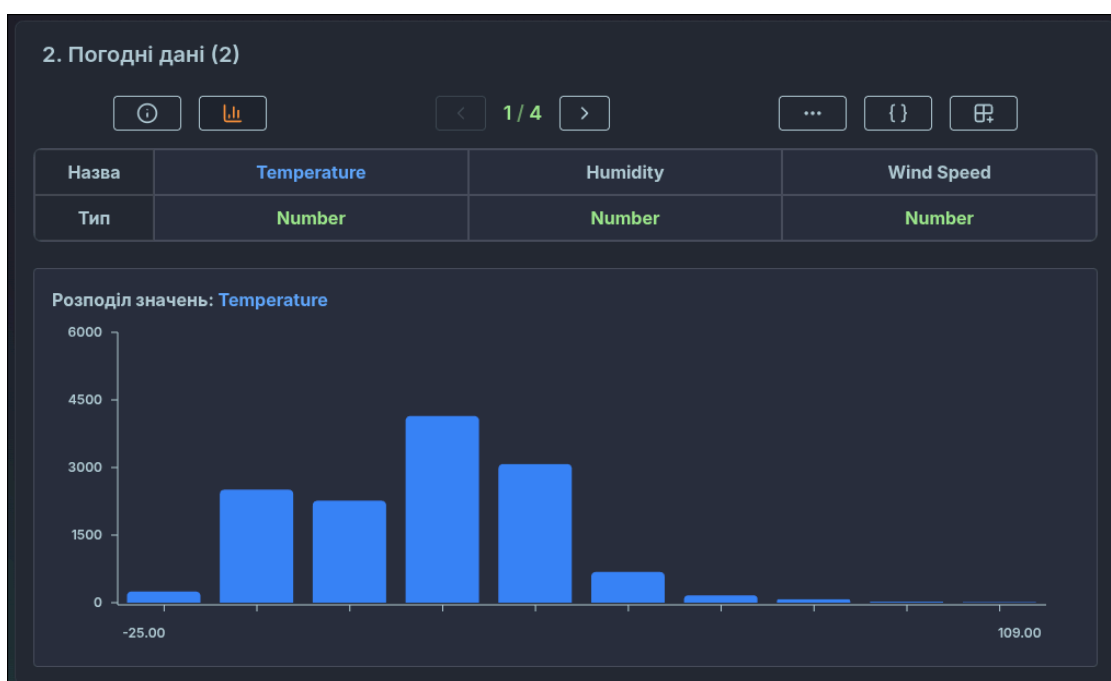 2. Погодні дані (2)
1 / 4
{ }
Назва Temperature Humidity Wind Speed
Тип Number Number Number
Розподіл значень: Temperature
6000
4500
3000
1500
0
-25.00 109.00